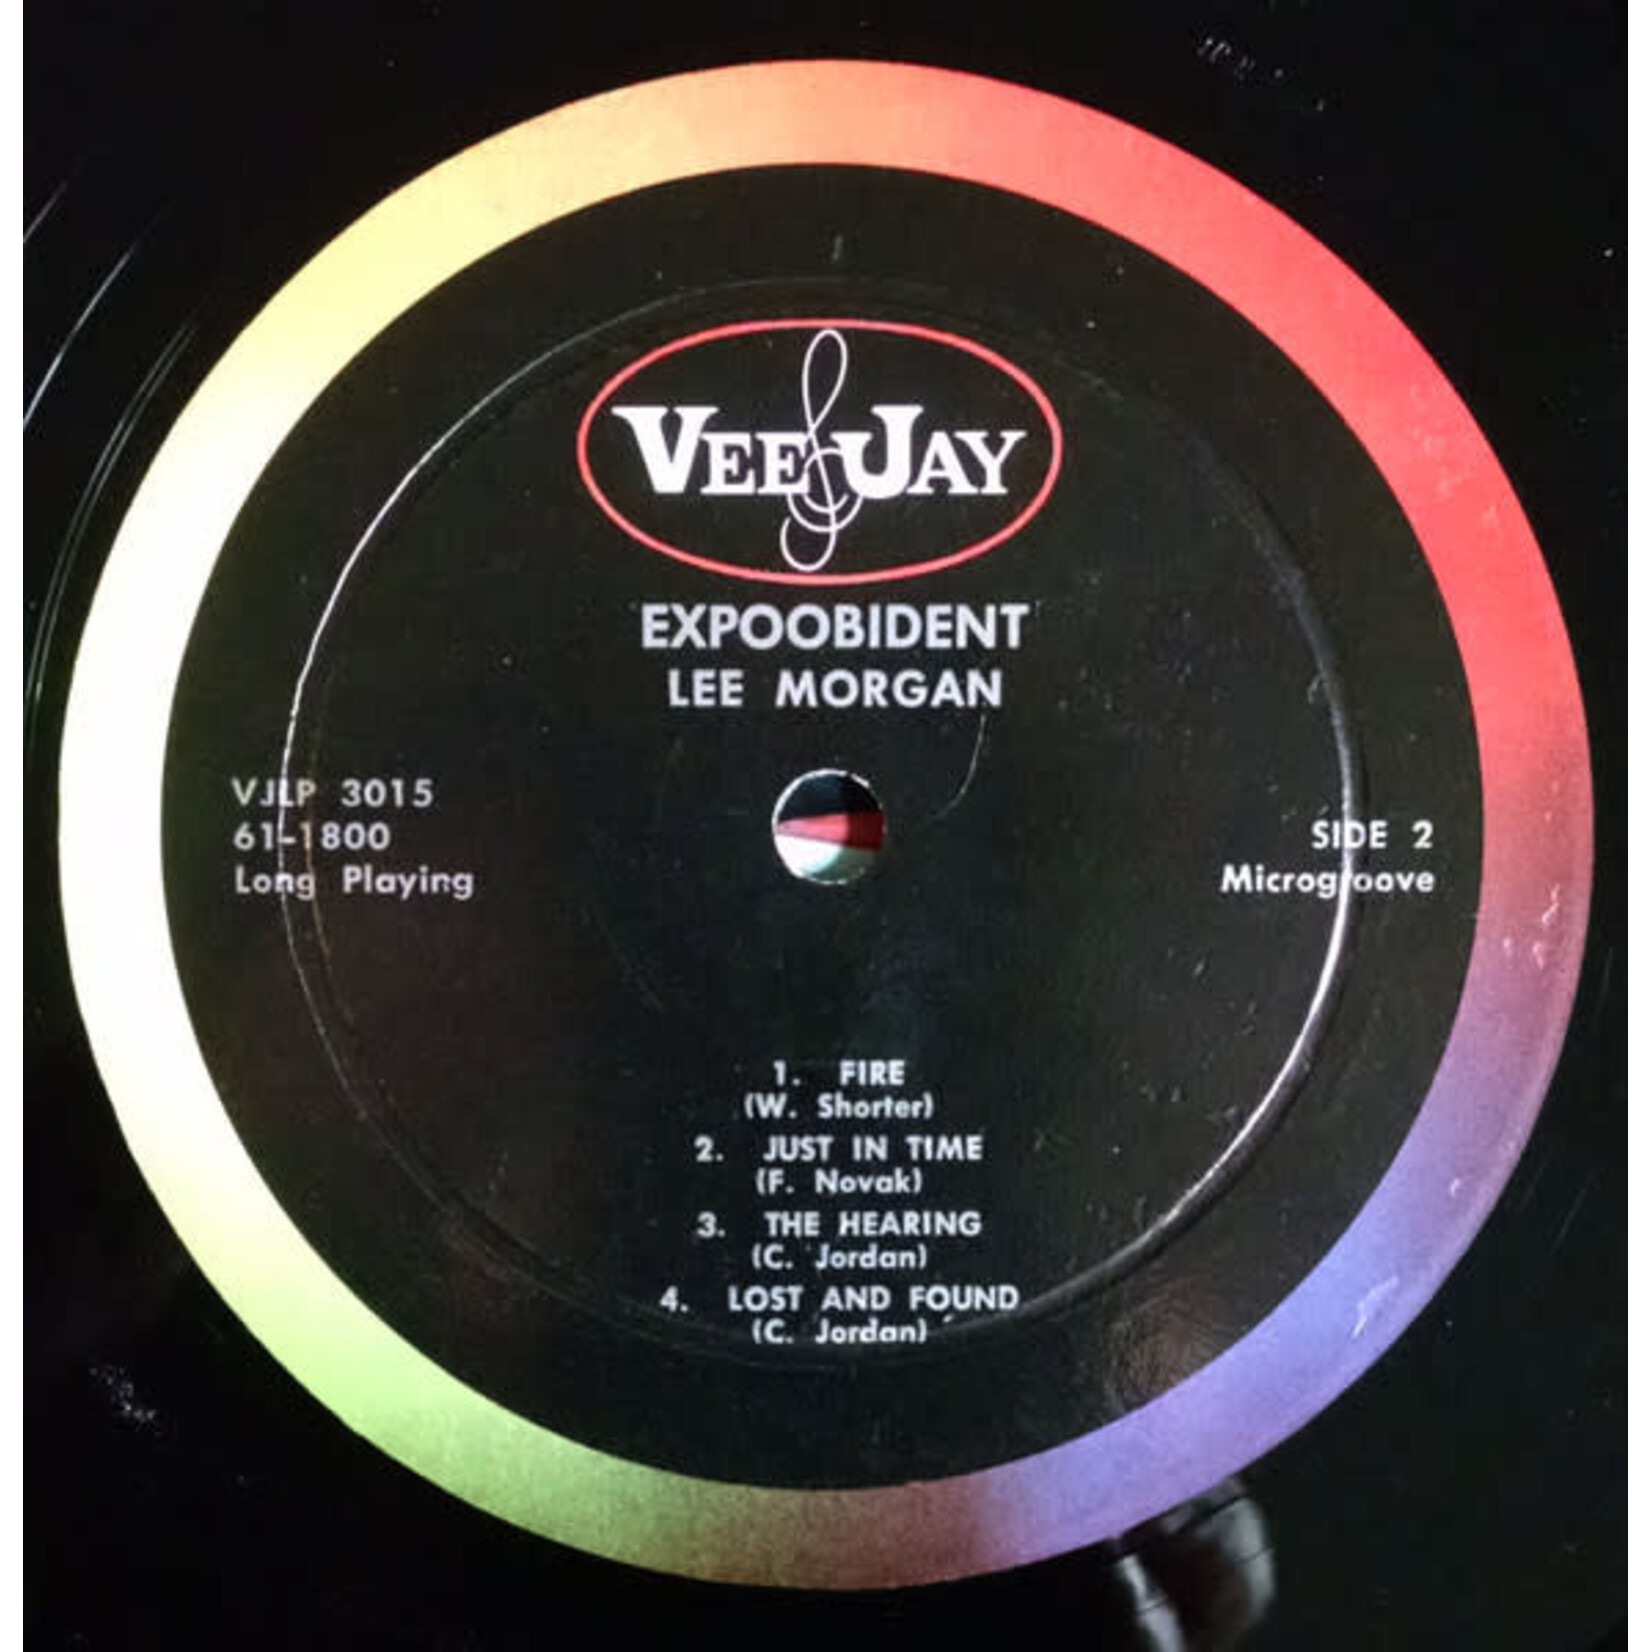 VEE JAY
EXPOOBIDENT
LEE MORGAN
VJLP 3015
61-1800
Long Playing
SIDE 2
Microgroove
1. FIRE
(W. Shorter)
2. JUST IN TIME
(F. Novak)
3. THE HEARING
(C. Jordan)
4. LOST AND FOUND
(C. Jordan)